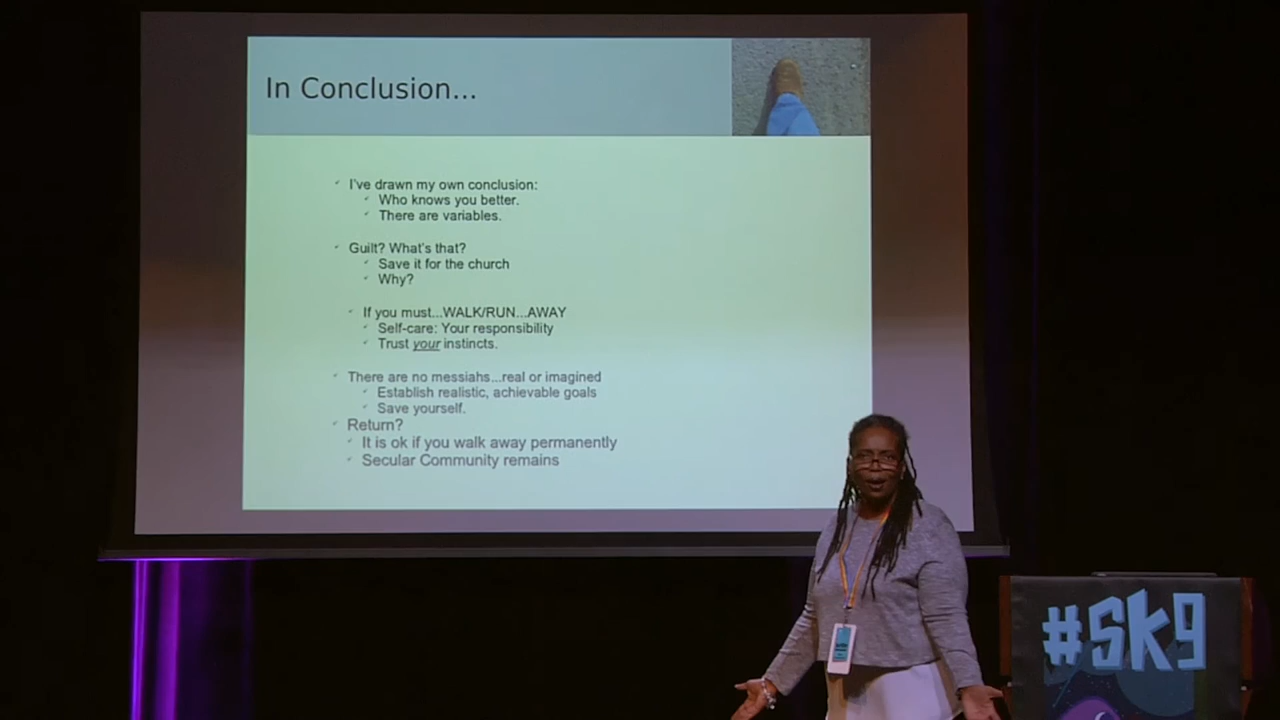 In Conclusion...
I've drawn my own conclusion:
Who knows you better.
There are variables.
Guilt? What's that?
Save it for the church
Why?
If you must...WALK/RUN...AWAY
Self-care: Your responsibility
Trust your instincts.
There are no messiahs...real or imagined
Establish realistic, achievable goals
Save yourself.
Return?
It is ok if you walk away permanently
Secular Community remains
#SK9